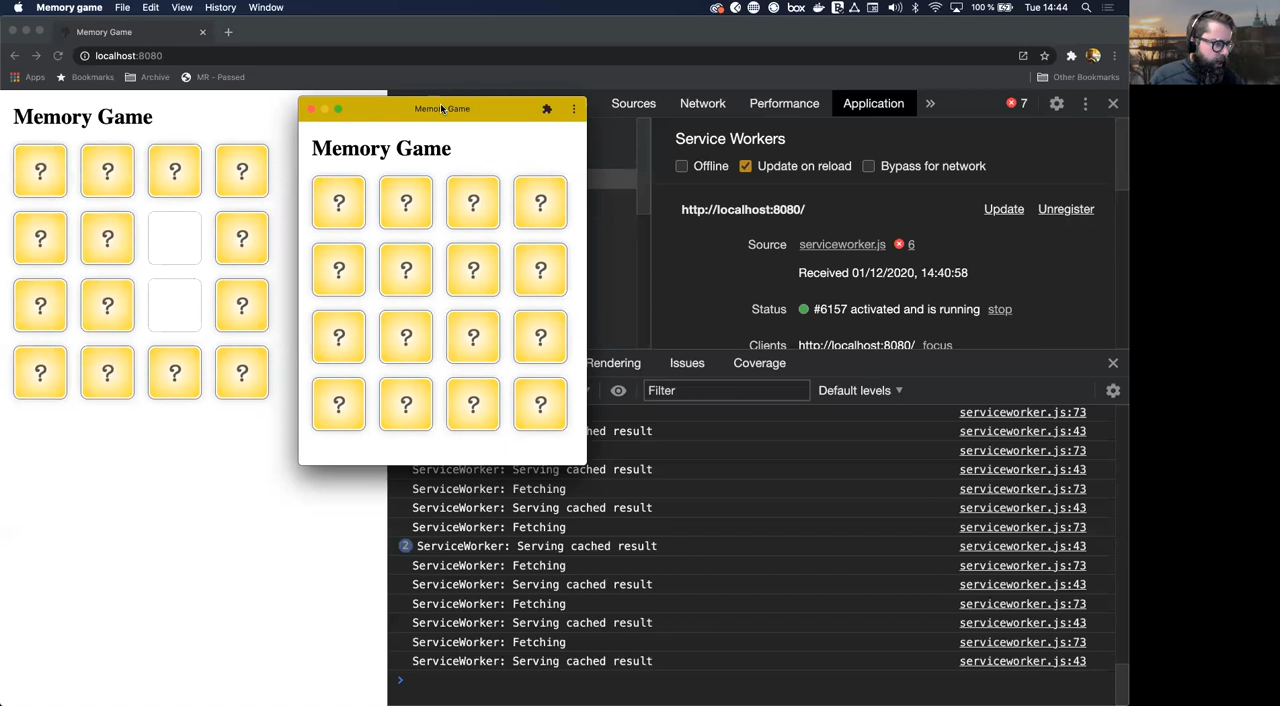 Memory game File Edit View History Window
100 % Tue 14:44
box
Memory Game
localhost:8080
Apps Bookmarks Archive MR - Passed Other Bookmarks
Memory Game
? ? ? ?
? ? ?
? ? ?
? ? ? ?
Memory Game
Memory Game
? ? ? ?
? ? ? ?
? ? ? ?
? ? ? ?
Sources Network Performance Application » 7
Service Workers
Offline Update on reload Bypass for network
http://localhost:8080/ Update Unregister
Source serviceworker.js 6
Received 01/12/2020, 14:40:58
Status #6157 activated and is running stop
Clients http://localhost:8080/ focus
Rendering Issues Coverage
Filter Default levels ▼
serviceworker.js:73
hed result serviceworker.js:43
serviceworker.js:73
ServiceWorker: Serving cached result serviceworker.js:43
ServiceWorker: Fetching serviceworker.js:73
ServiceWorker: Serving cached result serviceworker.js:43
ServiceWorker: Fetching serviceworker.js:73
2 ServiceWorker: Serving cached result serviceworker.js:43
ServiceWorker: Fetching serviceworker.js:73
ServiceWorker: Serving cached result serviceworker.js:43
ServiceWorker: Fetching serviceworker.js:73
ServiceWorker: Serving cached result serviceworker.js:43
ServiceWorker: Fetching serviceworker.js:73
ServiceWorker: Serving cached result serviceworker.js:43
>